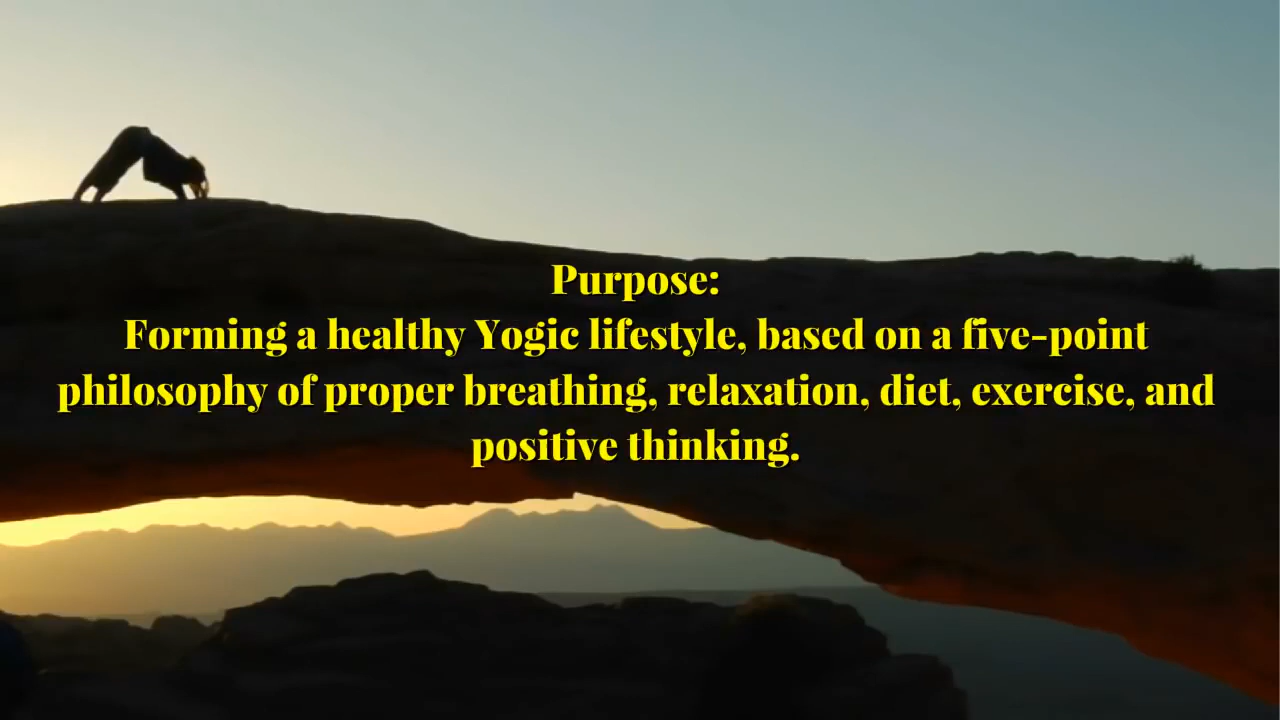 Purpose:
Forming a healthy Yogic lifestyle, based on a five-point
philosophy of proper breathing, relaxation, diet, exercise, and
positive thinking.